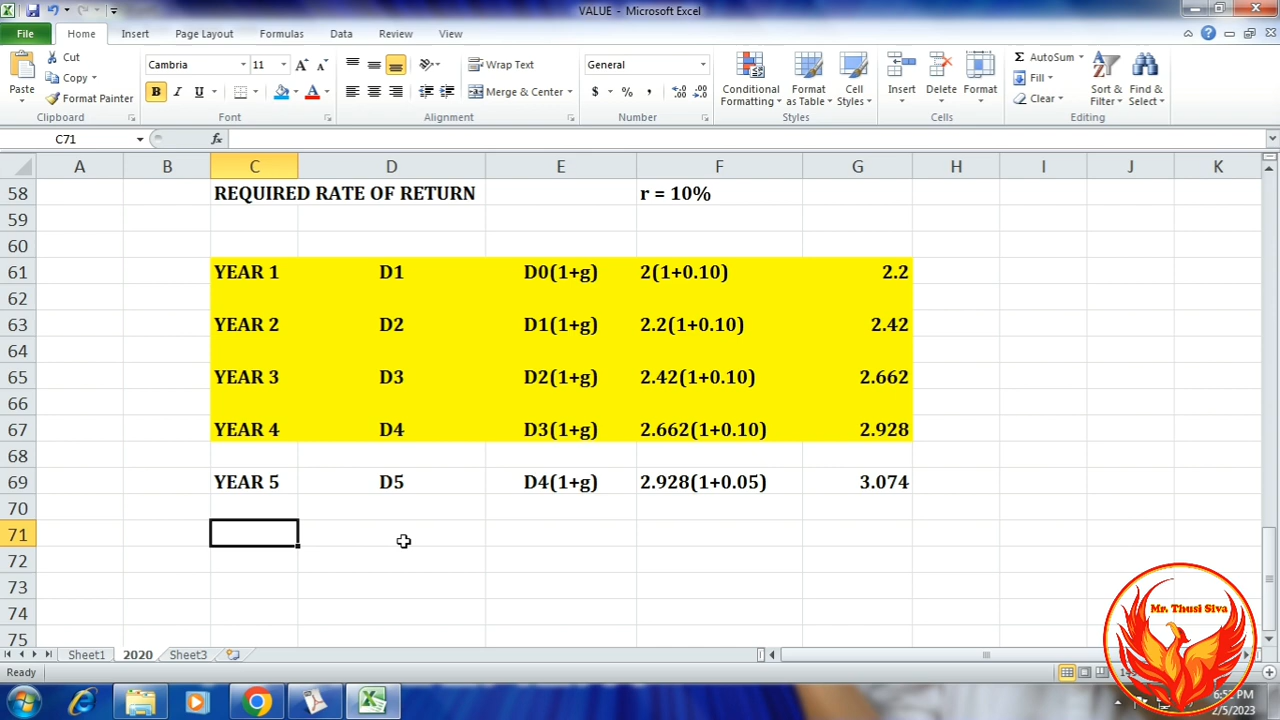 VALUE - Microsoft Excel
File Home Insert Page Layout Formulas Data Review View
Cut
Copy
Format Painter
Paste
Clipboard
Cambria 11
B I U
Font
Wrap Text
Merge & Center
Alignment
General
$ % ,
Number
Conditional Formatting
Format as Table
Cell Styles
Styles
Insert Delete Format
Cells
AutoSum
Fill
Clear
Sort & Filter
Find & Select
Editing
C71 fx
A B C D E F G H I J K
58 REQUIRED RATE OF RETURN r = 10%
59
60
61 YEAR 1 D1 D0(1+g) 2(1+0.10) 2.2
62
63 YEAR 2 D2 D1(1+g) 2.2(1+0.10) 2.42
64
65 YEAR 3 D3 D2(1+g) 2.42(1+0.10) 2.662
66
67 YEAR 4 D4 D3(1+g) 2.662(1+0.10) 2.928
68
69 YEAR 5 D5 D4(1+g) 2.928(1+0.05) 3.074
70
71
72
73
74
75
Mr. Thusi Siva
Sheet1 2020 Sheet3
Ready
2/5/2023